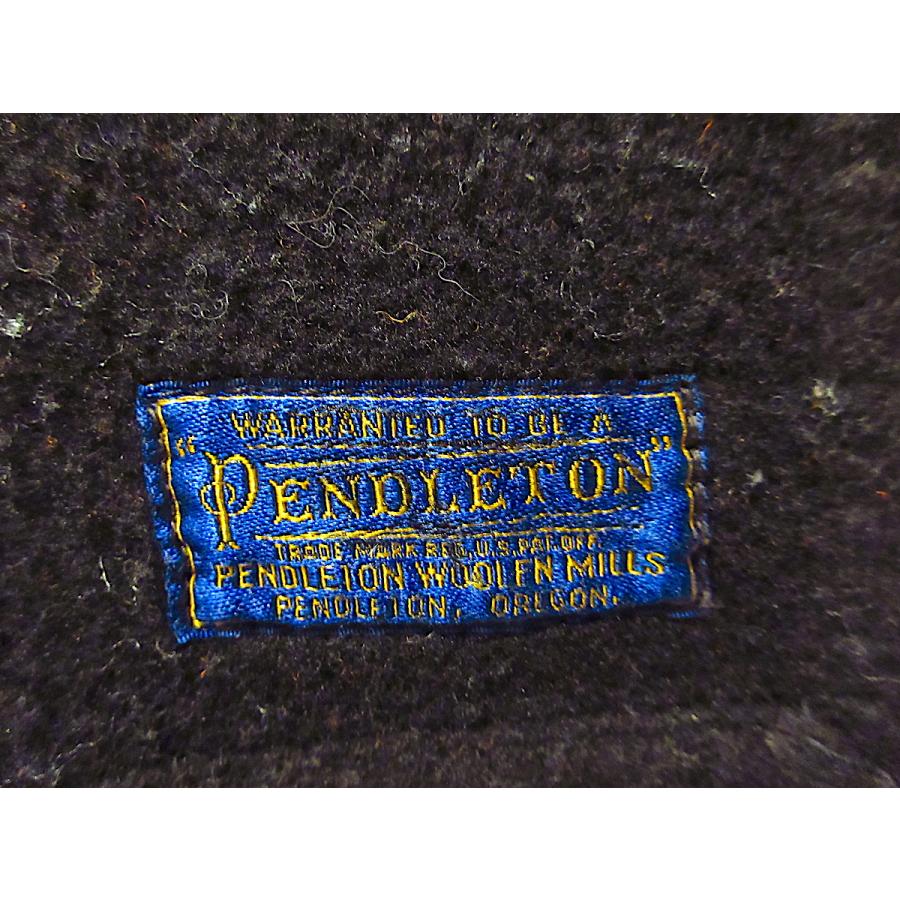 WARRANTED TO BE A
"PENDLETON"
TRADE MARK REG. U.S. PAT. OFF.
PENDLETON WOOLEN MILLS
PENDLETON, OREGON.